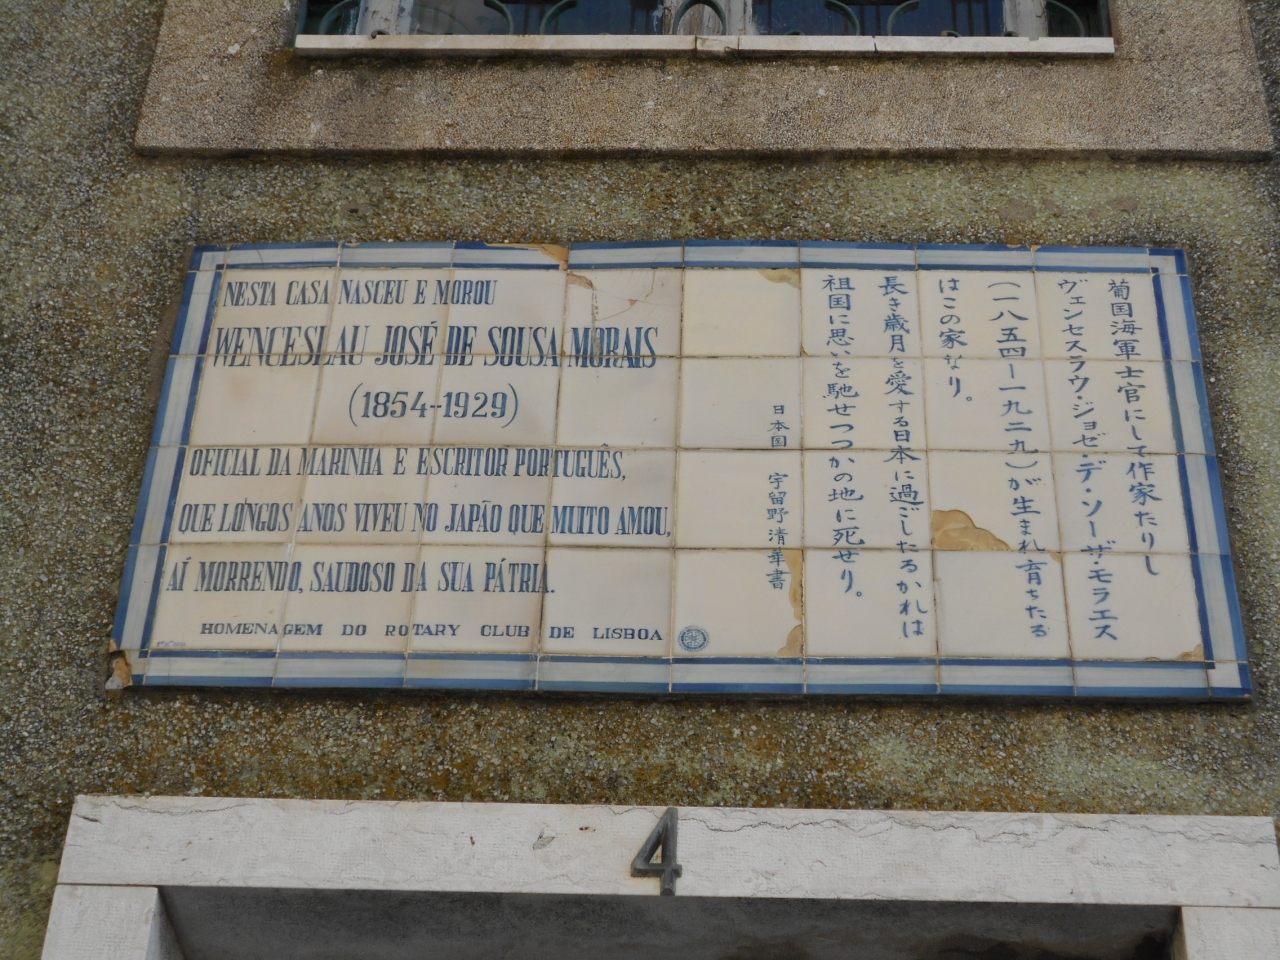 NESTA CASA NASCEU E MOROU
WENCESLAU JOSÉ DE SOUSA MORAIS
(1854-1929)
OFICIAL DA MARINHA E ESCRITOR PORTUGUÊS,
QUE LONGOS ANOS VIVEU NO JAPÃO QUE MUITO AMOU,
AÍ MORRENDO, SAUDOSO DA SUA PÁTRIA.
HOMENAGEM DO ROTARY CLUB DE LISBOA
葡国海軍士官にして作家たりし
ヴェンセスラウ・ジョゼ・デ・ソーザ・モラエス
(一八五四-一九二九)が生まれ育ちたる
はこの家なり。
長き歳月を愛する日本に過ごしたるかれは
祖国に思いを馳せつつかの地に死せり。
日本国 宇留野清華書
4